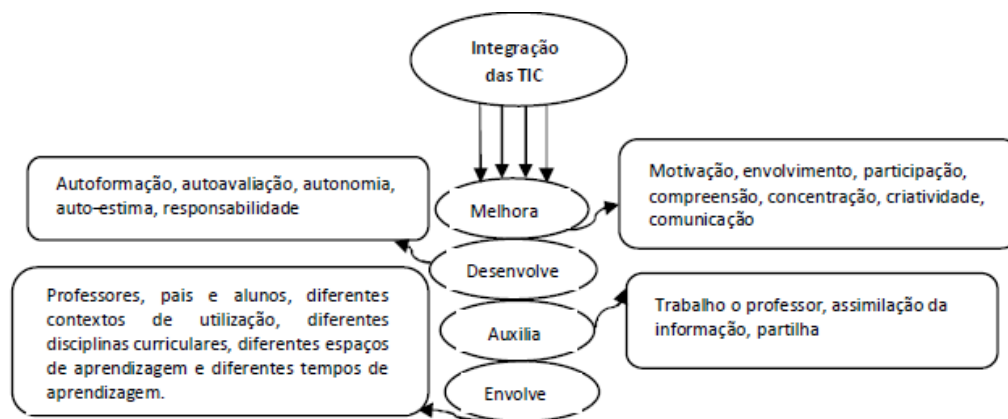 Integração
das TIC
Autoformação, autoavaliação, autonomia,
auto-estima, responsabilidade
Motivação, envolvimento, participação,
compreensão, concentração, criatividade,
comunicação
Melhora
Desenvolve
Professores, pais e alunos, diferentes
contextos de utilização, diferentes
disciplinas curriculares, diferentes espaços
de aprendizagem e diferentes tempos de
aprendizagem.
Auxilia
Trabalho o professor, assimilação da
informação, partilha
Envolve